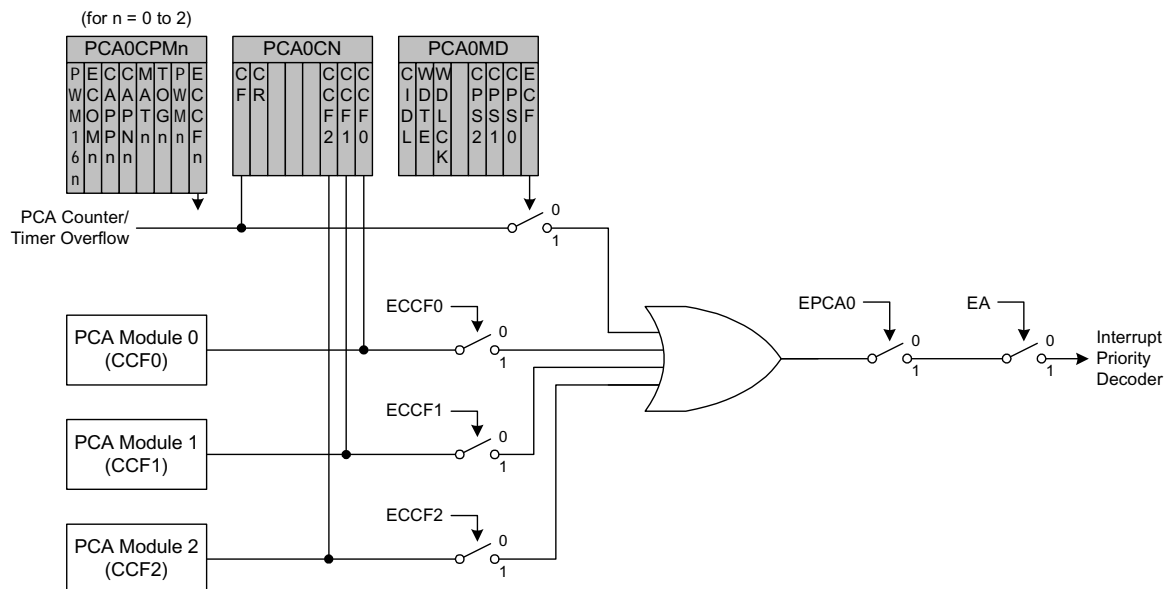 (for n = 0 to 2)
PCA0CPMn
PWM16n
ECOMn
CAPPn
CAPNn
MATn
TOGn
PWMn
ECCFn
PCA0CN
CF
CR
CCF2
CCF1
CCF0
PCA0MD
CIDL
WDTE
WDLCK
CPS2
CPS1
CPS0
ECF
PCA Counter/
Timer Overflow
0
1
PCA Module 0
(CCF0)
ECCF0
0
1
EPCA0
0
1
EA
0
1
Interrupt
Priority
Decoder
PCA Module 1
(CCF1)
ECCF1
0
1
PCA Module 2
(CCF2)
ECCF2
0
1